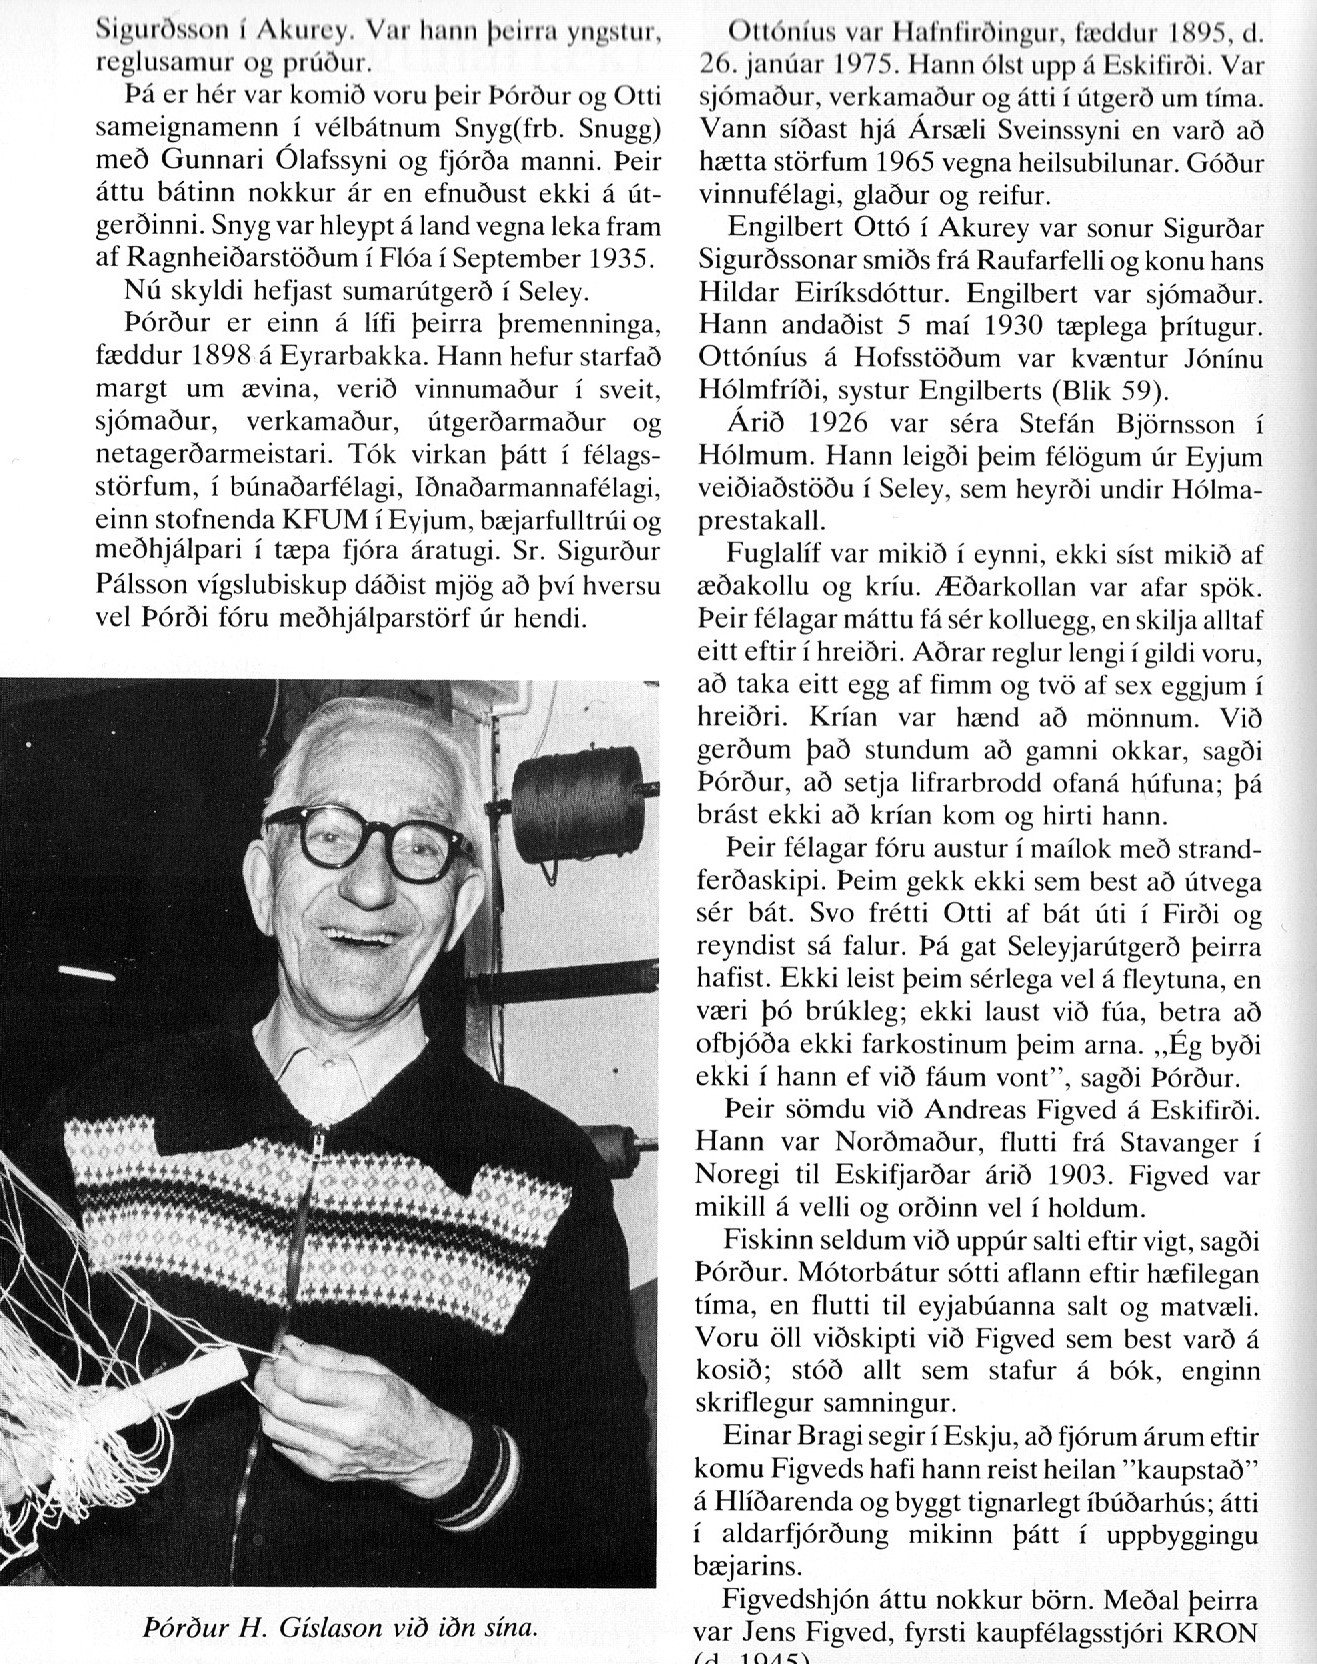 Sigurðsson í Akurey. Var hann þeirra yngstur,
reglusamur og prúður.
Þá er hér var komið voru þeir Þórður og Otti
sameignamenn í vélbátnum Snyg(frb. Snugg)
með Gunnari Ólafssyni og fjórða manni. Þeir
áttu bátinn nokkur ár en efnuðust ekki á út-
gerðinni. Snyg var hleypt á land vegna leka fram
af Ragnheiðarstöðum í Flóa í September 1935.
Nú skyldi hefjast sumarútgerð í Seley.
Þórður er einn á lífi þeirra þremenninga,
fæddur 1898 á Eyrarbakka. Hann hefur starfað
margt um ævina, verið vinnumaður í sveit,
sjómaður, verkamaður, útgerðarmaður og
netagerðarmeistari. Tók virkan þátt í félags-
störfum, í búnaðarfélagi, Iðnaðarmannafélagi,
einn stofnenda KFUM í Eyjum, bæjarfulltrúi og
meðhjálpari í tæpa fjóra áratugi. Sr. Sigurður
Pálsson vígslubiskup dáðist mjög að því hversu
vel Þórði fóru meðhjálparstörf úr hendi.
Þórður H. Gíslason við iðn sína.
Ottóníus var Hafnfirðingur, fæddur 1895, d.
26. janúar 1975. Hann ólst upp á Eskifirði. Var
sjómaður, verkamaður og átti í útgerð um tíma.
Vann síðast hjá Ársæli Sveinssyni en varð að
hætta störfum 1965 vegna heilsubilunar. Góður
vinnufélagi, glaður og reifur.
Engilbert Ottó í Akurey var sonur Sigurðar
Sigurðssonar smiðs frá Raufarfelli og konu hans
Hildar Eiríksdóttur. Engilbert var sjómaður.
Hann andaðist 5 maí 1930 tæplega þrítugur.
Ottóníus á Hofsstöðum var kvæntur Jónínu
Hólmfríði, systur Engilberts (Blik 59).
Árið 1926 var séra Stefán Björnsson í
Hólmum. Hann leigði þeim félögum úr Eyjum
veiðiaðstöðu í Seley, sem heyrði undir Hólma-
prestakall.
Fuglalíf var mikið í eynni, ekki síst mikið af
æðakollu og kríu. Æðarkollan var afar spök.
Þeir félagar máttu fá sér kolluegg, en skilja alltaf
eitt eftir í hreiðri. Aðrar reglur lengi í gildi voru,
að taka eitt egg af fimm og tvö af sex eggjum í
hreiðri. Krían var hænd að mönnum. Við
gerðum það stundum að gamni okkar, sagði
Þórður, að setja lifrarbrodd ofaná húfuna; þá
brást ekki að krían kom og hirti hann.
Þeir félagar fóru austur í maílok með strand-
ferðaskipi. Þeim gekk ekki sem best að útvega
sér bát. Svo frétti Otti af bát úti í Firði og
reyndist sá falur. Þá gat Seleyjarútgerð þeirra
hafist. Ekki leist þeim sérlega vel á fleytuna, en
væri þó brúkleg; ekki laust við fúa, betra að
ofbjóða ekki farkostinum þeim arna. „Ég byði
ekki í hann ef við fáum vont”, sagði Þórður.
Þeir sömdu við Andreas Figved á Eskifirði.
Hann var Norðmaður, flutti frá Stavanger í
Noregi til Eskifjarðar árið 1903. Figved var
mikill á velli og orðinn vel í holdum.
Fiskinn seldum við uppúr salti eftir vigt, sagði
Þórður. Mótorbátur sótti aflann eftir hæfilegan
tíma, en flutti til eyjabúanna salt og matvæli.
Voru öll viðskipti við Figved sem best varð á
kosið; stóð allt sem stafur á bók, enginn
skriflegur samningur.
Einar Bragi segir í Eskju, að fjórum árum eftir
komu Figveds hafi hann reist heilan ”kaupstað”
á Hlíðarenda og byggt tignarlegt íbúðarhús; átti
í aldarfjórðung mikinn þátt í uppbyggingu
bæjarins.
Figvedshjón áttu nokkur börn. Meðal þeirra
var Jens Figved, fyrsti kaupfélagsstjóri KRON
(d. 1945)